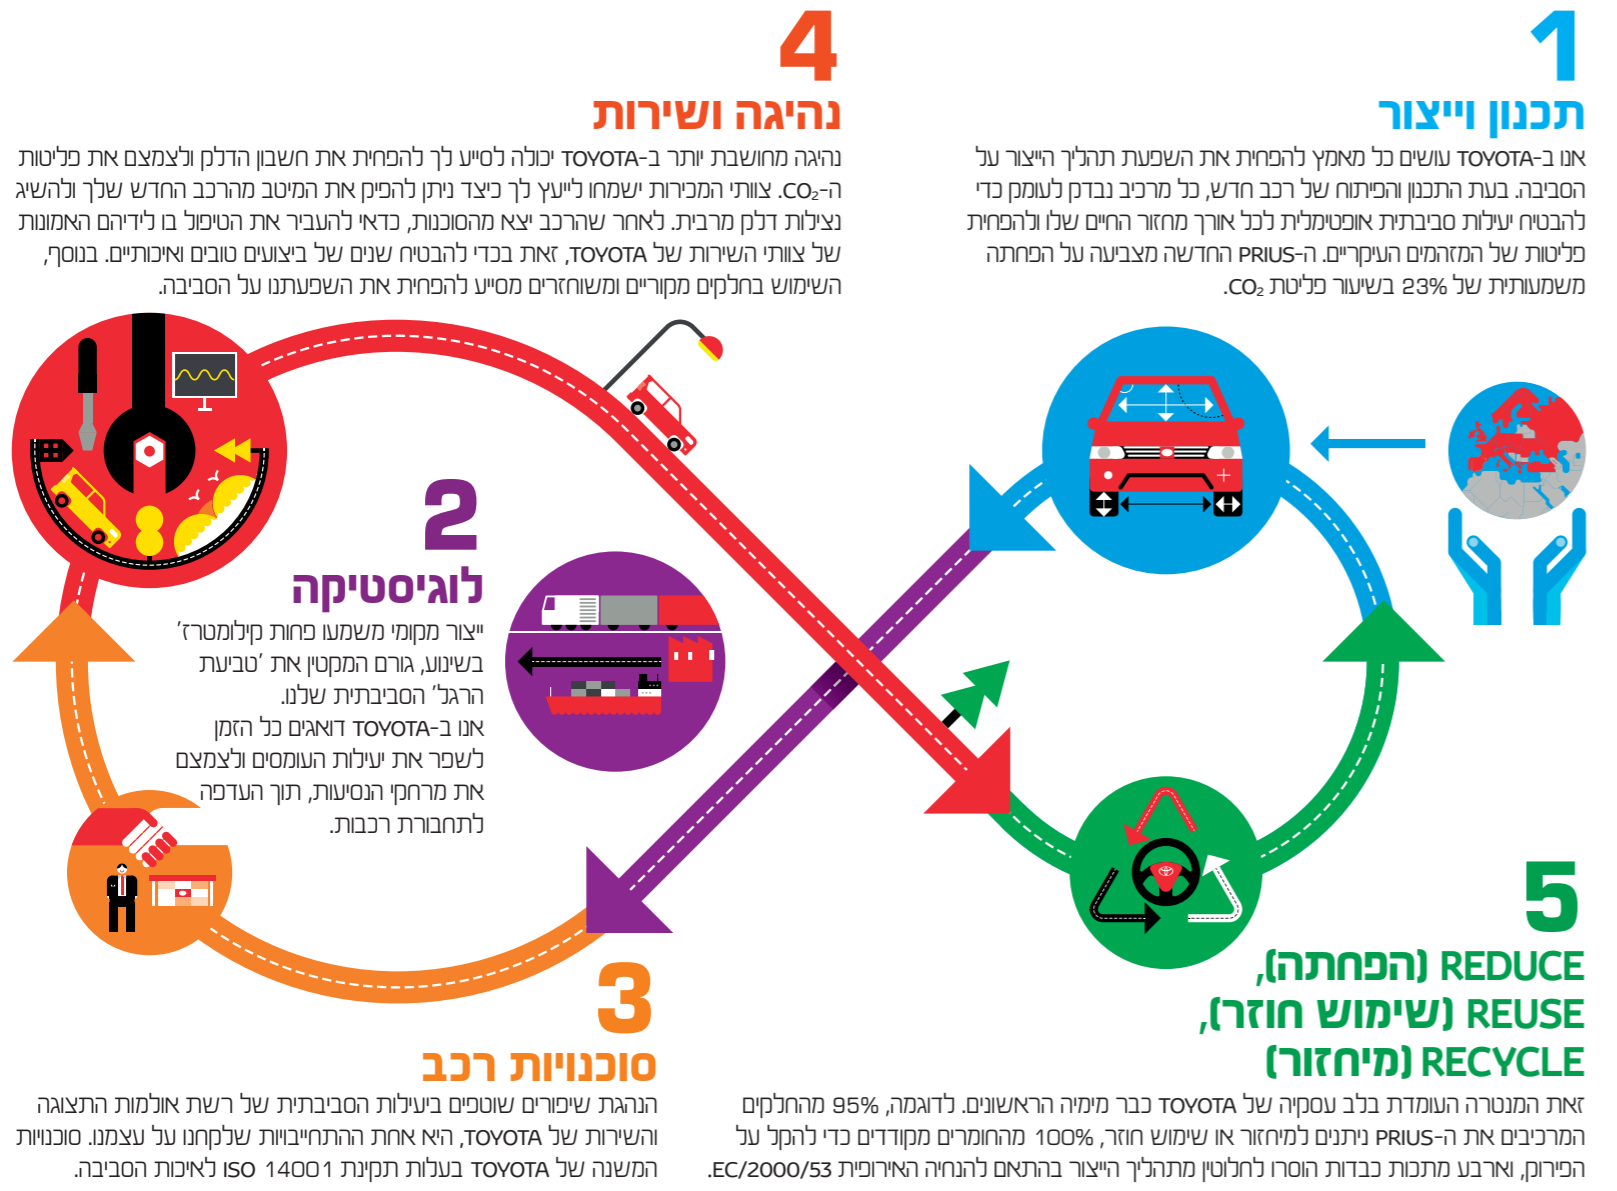 1
תכנון וייצור
אנו ב-TOYOTA עושים כל מאמץ להפחית את השפעת תהליך הייצור על
הסביבה. בעת התכנון והפיתוח של רכב חדש, כל מרכיב נבדק לעומק כדי
להבטיח יעילות סביבתית אופטימלית לכל אורך מחזור החיים שלו ולהפחית
פליטות של המזהמים העיקריים. ה-PRIUS החדשה מצביעה על הפחתה
משמעותית של 23% בשיעור פליטת CO₂.
2
לוגיסטיקה
ייצור מקומי משמעו פחות קילומטרז'
בשינוע, גורם המקטין את 'טביעת
הרגל' הסביבתית שלנו.
אנו ב-TOYOTA דואגים כל הזמן
לשפר את יעילות העומסים ולצמצם
את מרחקי הנסיעות, תוך העדפה
לתחבורת רכבות.
3
סוכנויות רכב
הנהגת שיפורים שוטפים ביעילות הסביבתית של רשת אולמות התצוגה
והשירות של TOYOTA, היא אחת ההתחייבויות שלקחנו על עצמנו. סוכנויות
המשנה של TOYOTA בעלות תקינת ISO 14001 לאיכות הסביבה.
4
נהיגה ושירות
נהיגה מחושבת יותר ב-TOYOTA יכולה לסייע לך להפחית את חשבון הדלק ולצמצם את פליטות
ה-CO₂. צוותי המכירות ישמחו לייעץ לך כיצד ניתן להפיק את המיטב מהרכב החדש שלך ולהשיג
נצילות דלק מרבית. לאחר שהרכב יצא מהסוכנות, כדאי להעביר את הטיפול בו לידיהם האמונות
של צוותי השירות של TOYOTA, זאת בכדי להבטיח שנים של ביצועים טובים ואיכותיים. בנוסף,
השימוש בחלקים מקוריים ומשוחזרים מסייע להפחית את השפעתנו על הסביבה.
5
REDUCE (הפחתה),
REUSE (שימוש חוזר),
RECYCLE (מיחזור)
זאת המנטרה העומדת בלב עסקיה של TOYOTA כבר מימיה הראשונים. לדוגמה, 95% מהחלקים
המרכיבים את ה-PRIUS ניתנים למיחזור או שימוש חוזר, 100% מהחומרים מקודדים כדי להקל על
הפירוק, וארבע מתכות כבדות הוסרו לחלוטין מתהליך הייצור בהתאם להנחיה האירופית EC/2000/53.